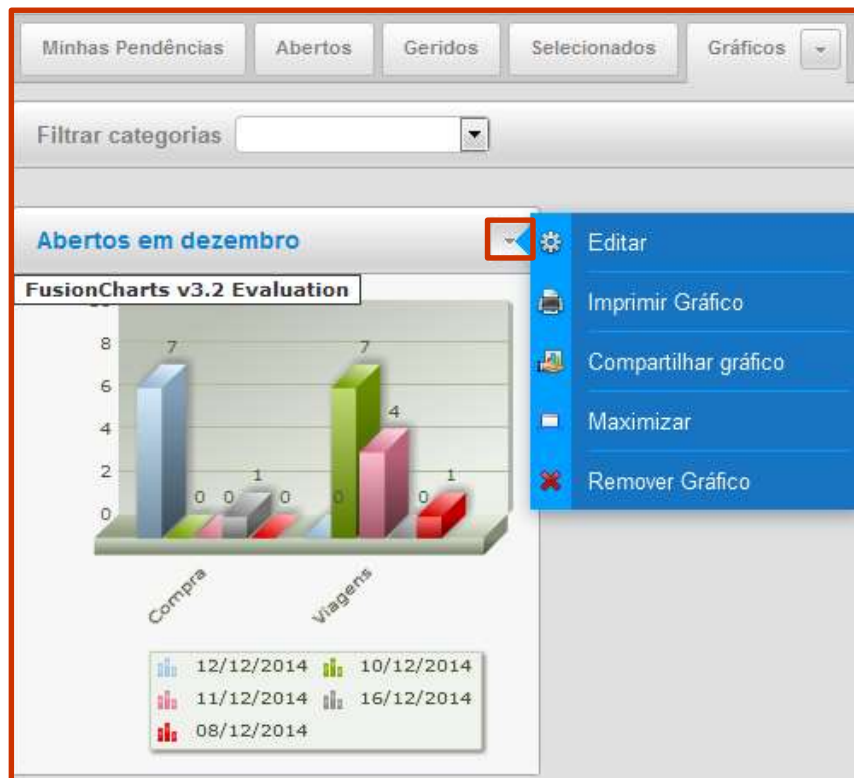 Minhas Pendências Abertos Geridos Selecionados Gráficos
Filtrar categorias
Abertos em dezembro
Editar
Imprimir Gráfico
Compartilhar gráfico
Maximizar
Remover Gráfico
FusionCharts v3.2 Evaluation
8
6
4
2
0
7 0 0 1 0 0 7 4 0 1
Compra Viagens
12/12/2014 10/12/2014
11/12/2014 16/12/2014
08/12/2014